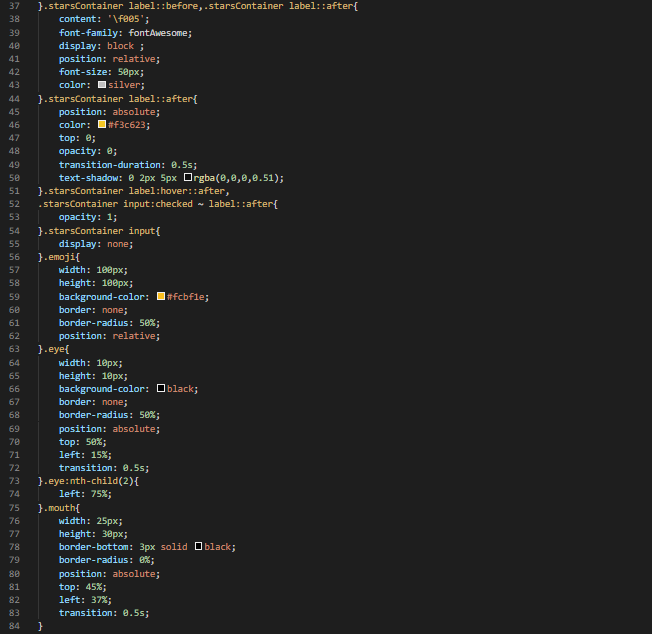 37 }.starsContainer label::before,.starsContainer label::after{
38 content: '\f005';
39 font-family: fontAwesome;
40 display: block ;
41 position: relative;
42 font-size: 50px;
43 color: silver;
44 }.starsContainer label::after{
45 position: absolute;
46 color: #f3c623;
47 top: 0;
48 opacity: 0;
49 transition-duration: 0.5s;
50 text-shadow: 0 2px 5px rgba(0,0,0,0.51);
51 }.starsContainer label:hover::after,
52 .starsContainer input:checked ~ label::after{
53 opacity: 1;
54 }.starsContainer input{
55 display: none;
56 }.emoji{
57 width: 100px;
58 height: 100px;
59 background-color: #fcbf1e;
60 border: none;
61 border-radius: 50%;
62 position: relative;
63 }.eye{
64 width: 10px;
65 height: 10px;
66 background-color: black;
67 border: none;
68 border-radius: 50%;
69 position: absolute;
70 top: 50%;
71 left: 15%;
72 transition: 0.5s;
73 }.eye:nth-child(2){
74 left: 75%;
75 }.mouth{
76 width: 25px;
77 height: 30px;
78 border-bottom: 3px solid black;
79 border-radius: 0%;
80 position: absolute;
81 top: 45%;
82 left: 37%;
83 transition: 0.5s;
84 }